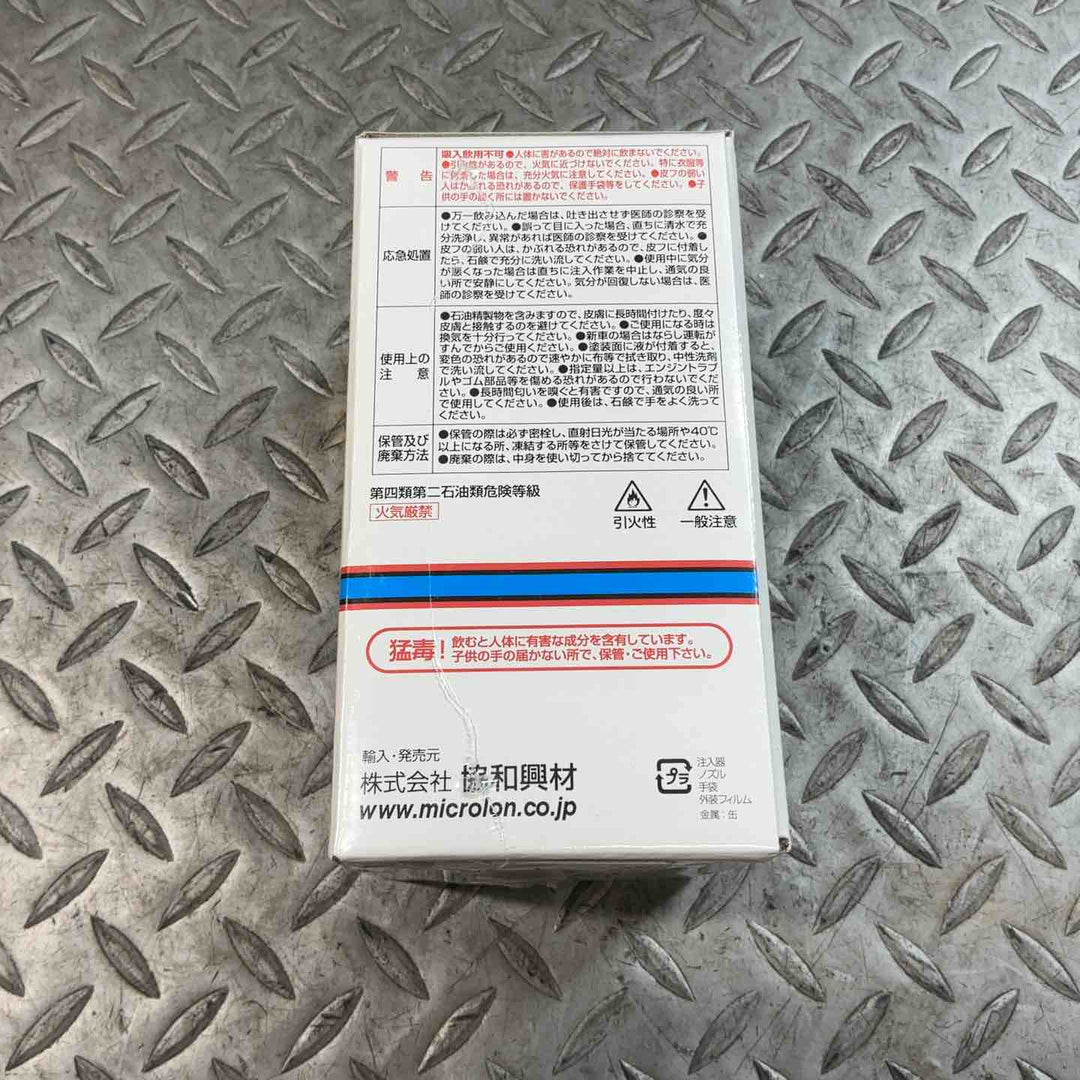 警告
吸入飲用不可 ●人体に害があるので絶対に飲まないでください。
●引火性があるので、火気に近づけないでください。特に衣服等
に付着した場合は、充分火気に注意してください。●皮フの弱い
人はかぶれる恐れがあるので、保護手袋等をしてください。●子
供の手の届く所には置かないでください。
応急処置
●万一飲み込んだ場合は、吐き出させず医師の診察を受
けてください。●誤って目に入った場合、直ちに清水で充
分洗浄し、異常があれば医師の診察を受けてください。●
皮フの弱い人は、かぶれる恐れがあるので、皮フに付着し
たら、石鹸で充分に洗い流してください。●使用中に気分
が悪くなった場合は直ちに注入作業を中止し、通気の良
い所で安静にしてください。気分が回復しない場合は、医
師の診察を受けてください。
使用上の
注意
●石油精製物を含みますので、皮膚に長時間付けたり、度々
皮膚と接触するのを避けてください。●ご使用になる時は
換気を十分行ってください。●新車の場合はならし運転が
すんでからご使用ください。●塗装面に液が付着すると、
変色の恐れがあるので速やかに布等で拭き取り、中性洗剤
で洗い流してください。●指定量以上は、エンジントラブ
ルやゴム部品等を傷める恐れがあるので行わないでくだ
さい。●長時間匂いを嗅ぐと有害ですので、通気の良い所
で使用してください。●使用後は、石鹸で手をよく洗って
ください。
保管及び
廃棄方法
●保管の際は必ず密栓し、直射日光が当たる場所や40℃
以上になる所、凍結する所等をさけて保管してください。
●廃棄の際は、中身を使い切ってから捨ててください。
第四類第二石油類危険等級
火気厳禁
引火性
一般注意
猛毒!
飲むと人体に有害な成分を含有しています。
子供の手の届かない所で、保管・ご使用下さい。
輸入・発売元
株式会社 協和興材
www.microlon.co.jp
プラ
注入器
ノズル
手袋
外装フィルム
金属:缶